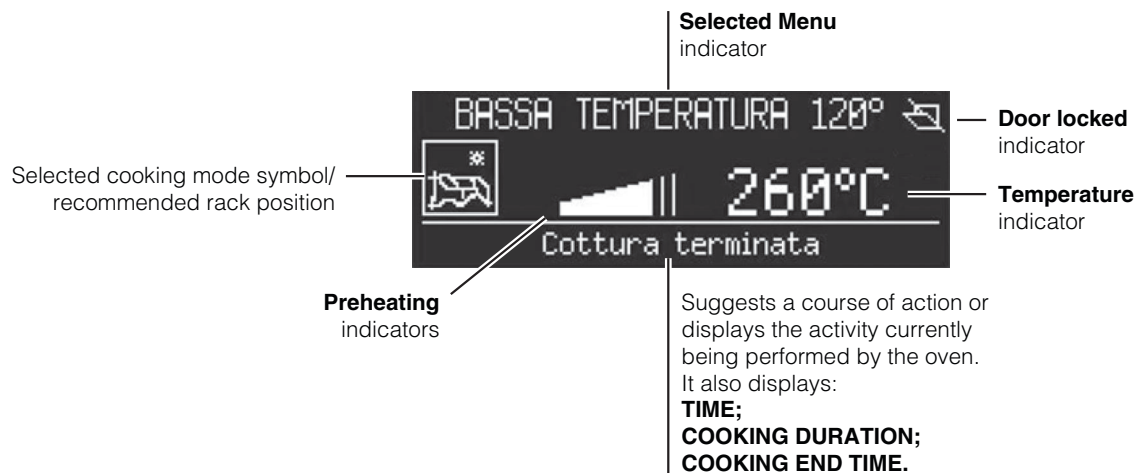 Selected Menu
indicator
BASSA TEMPERATURA 120°
Door locked
indicator
Selected cooking mode symbol/
recommended rack position
260°C
Temperature
indicator
Cottura terminata
Preheating
indicators
Suggests a course of action or
displays the activity currently
being performed by the oven.
It also displays:
TIME;
COOKING DURATION;
COOKING END TIME.